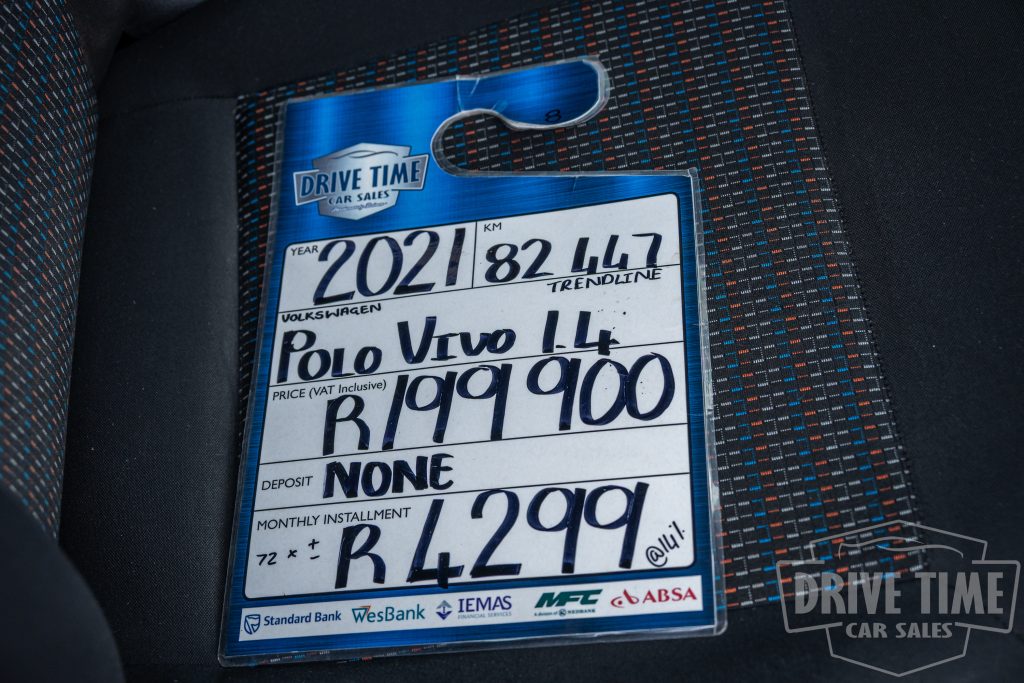 8
DRIVE TIME
CAR SALES
YEAR 2021 KM 82 447
VOLKSWAGEN TRENDLINE
POLO VIVO 1.4
PRICE (VAT Inclusive) R199 900
DEPOSIT NONE
MONTHLY INSTALLMENT
72 x ± R4299 @14%
Standard Bank WesBank IEMAS FINANCIAL SERVICES MFC A division of NEDBANK ABSA
DRIVE TIME
CAR SALES